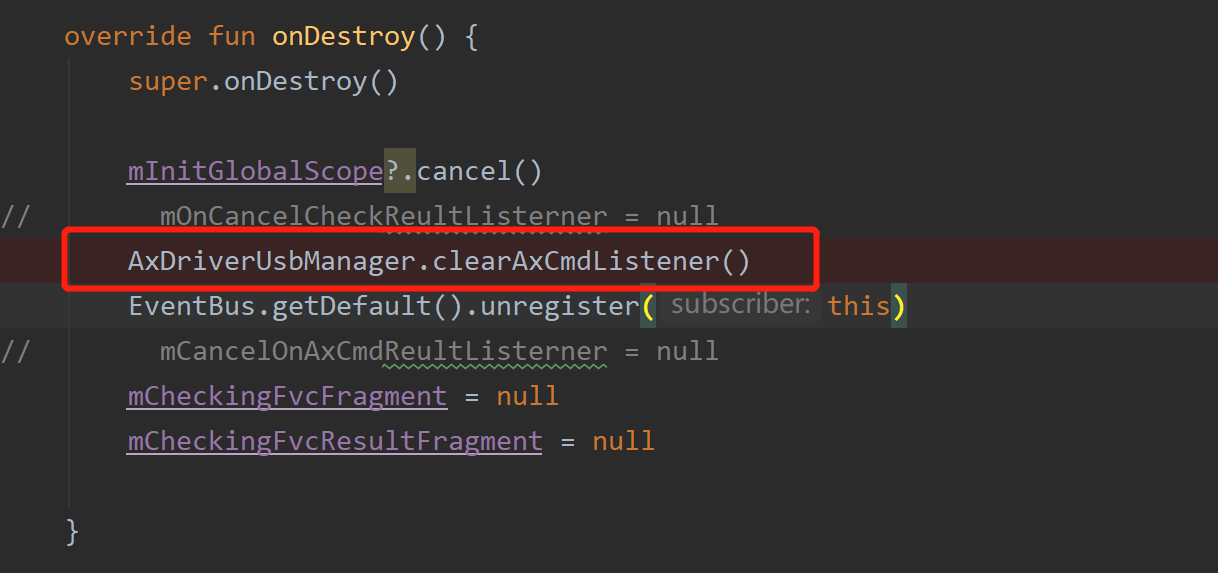 override fun onDestroy() {
super.onDestroy()
mInitGlobalScope?.cancel()
// mOnCancelCheckReultListerner = null
AxDriverUsbManager.clearAxCmdListener()
EventBus.getDefault().unregister( subscriber: this)
// mCancelOnAxCmdReultListerner = null
mCheckingFvcFragment = null
mCheckingFvcResultFragment = null
}